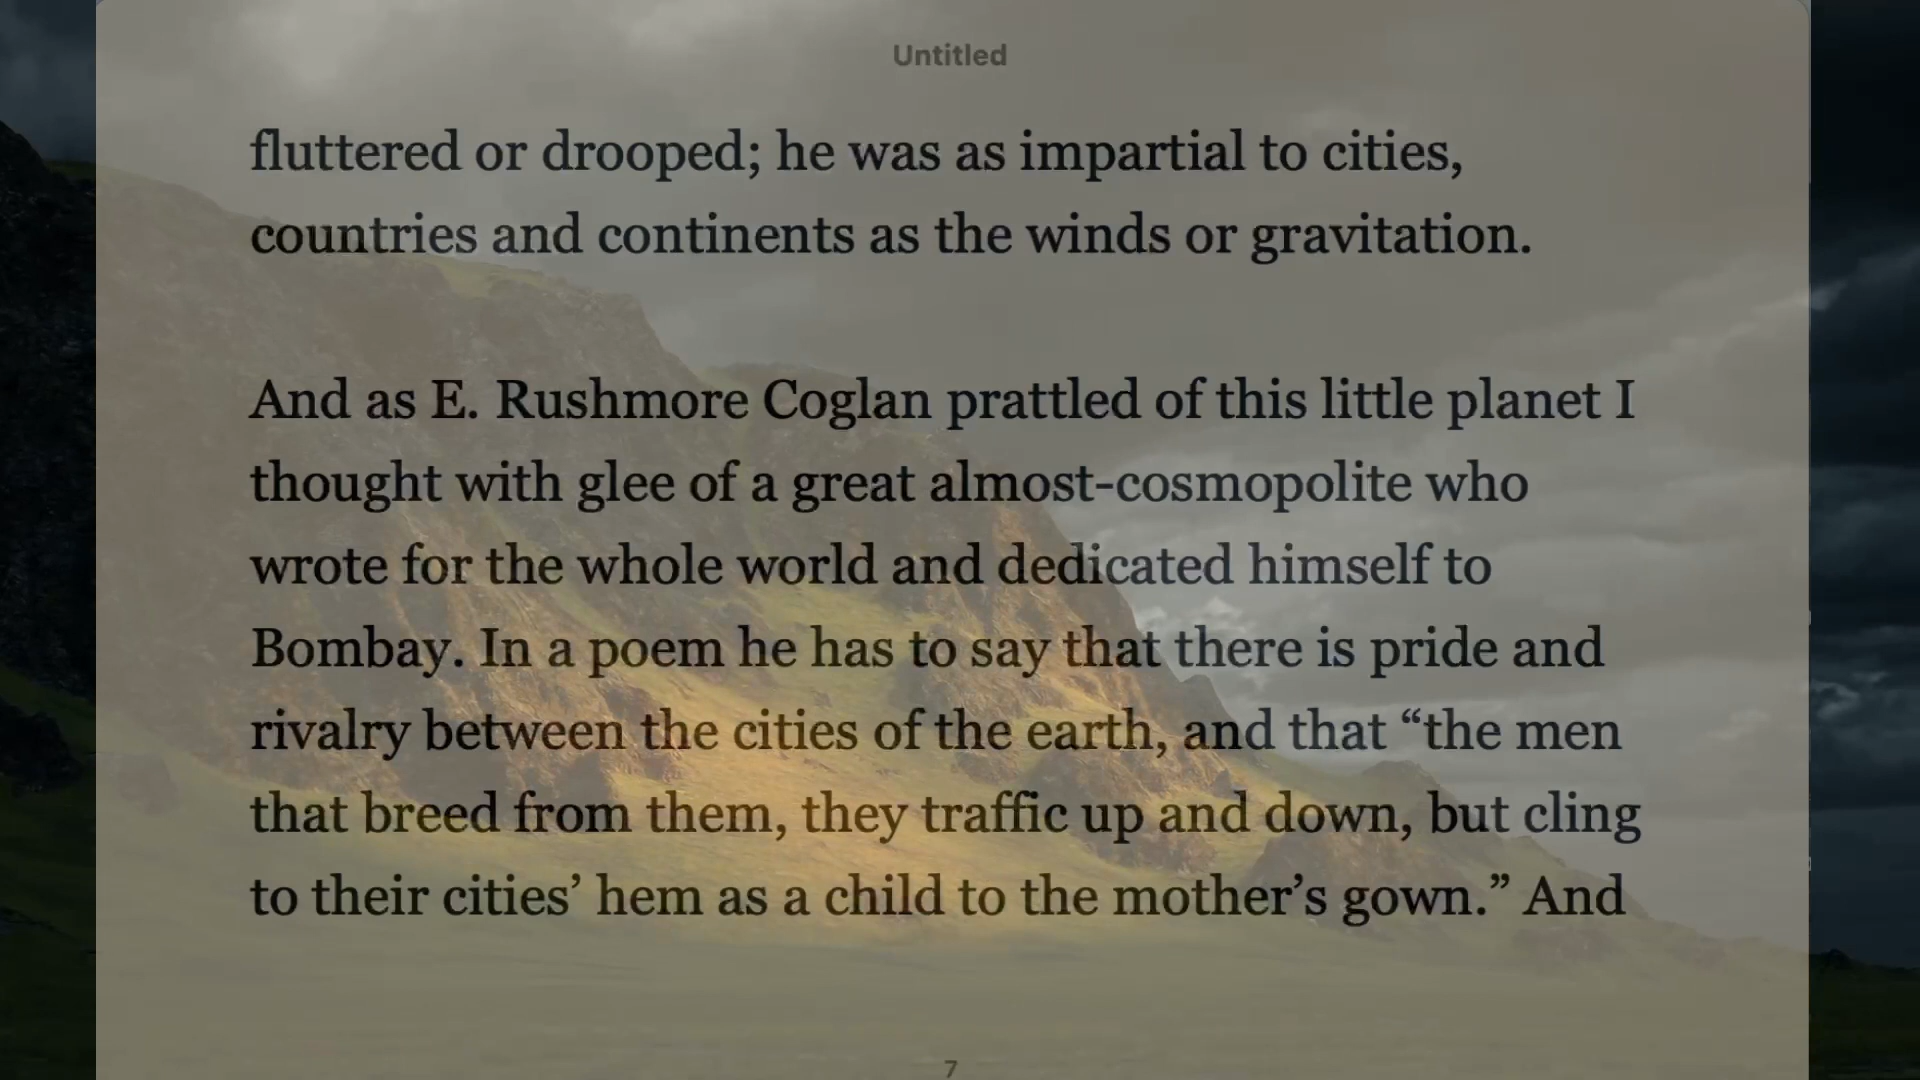 Untitled
fluttered or drooped; he was as impartial to cities,
countries and continents as the winds or gravitation.
And as E. Rushmore Coglan prattled of this little planet I
thought with glee of a great almost-cosmopolite who
wrote for the whole world and dedicated himself to
Bombay. In a poem he has to say that there is pride and
rivalry between the cities of the earth, and that “the men
that breed from them, they traffic up and down, but cling
to their cities’ hem as a child to the mother’s gown.” And
7